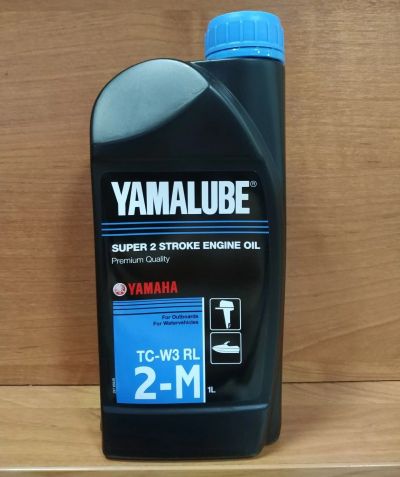 YAMALUBE®
SUPER 2 STROKE ENGINE OIL
Premium Quality
YAMAHA
For Outboards
For Watervehicles
TC-W3 RL
2-M
1L